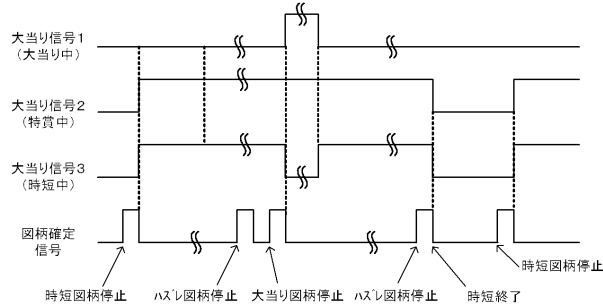 大当り信号1
(大当り中)
大当り信号2
(特賞中)
大当り信号3
(時短中)
図柄確定
信号
時短図柄停止
ハズレ図柄停止
大当り図柄停止
ハズレ図柄停止
時短終了
時短図柄停止